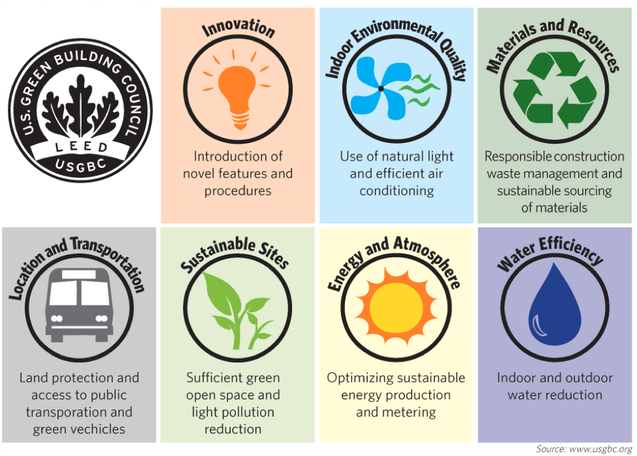 U.S. GREEN BUILDING COUNCIL
LEED
USGBC
Innovation
Introduction of
novel features and
procedures
Indoor Environmental Quality
Use of natural light
and efficient air
conditioning
Materials and Resources
Responsible construction
waste management and
sustainable sourcing
of materials
Location and Transportation
Land protection and
access to public
transporation and
green vechicles
Sustainable Sites
Sufficient green
open space and
light pollution
reduction
Energy and Atmosphere
Optimizing sustainable
energy production
and metering
Water Efficiency
Indoor and outdoor
water reduction
Source: www.usgbc.org